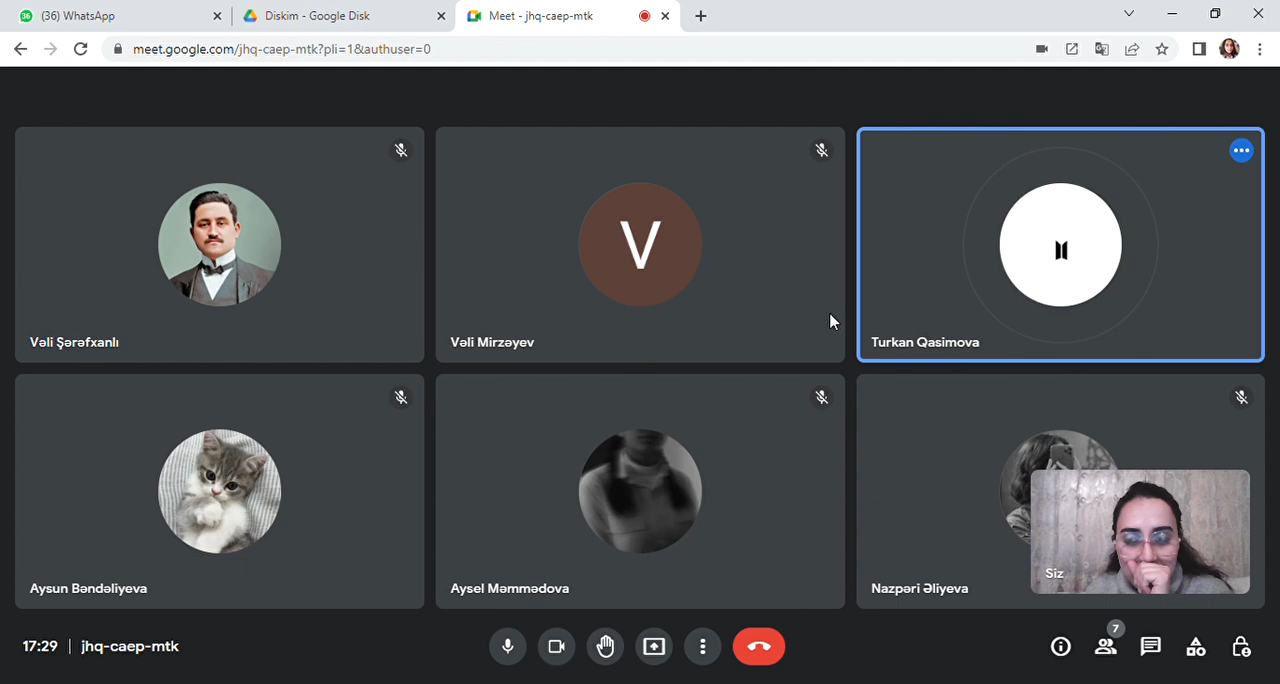 36
(36) WhatsApp
Diskim - Google Disk
Meet - jhq-caep-mtk
meet.google.com/jhq-caep-mtk?pli=1&authuser=0
V
Vəli Şərəfxanlı
Vəli Mirzəyev
Turkan Qasimova
Aysun Bəndəliyeva
Aysel Məmmədova
Nazpəri Əliyeva
Siz
17:29 | jhq-caep-mtk
7